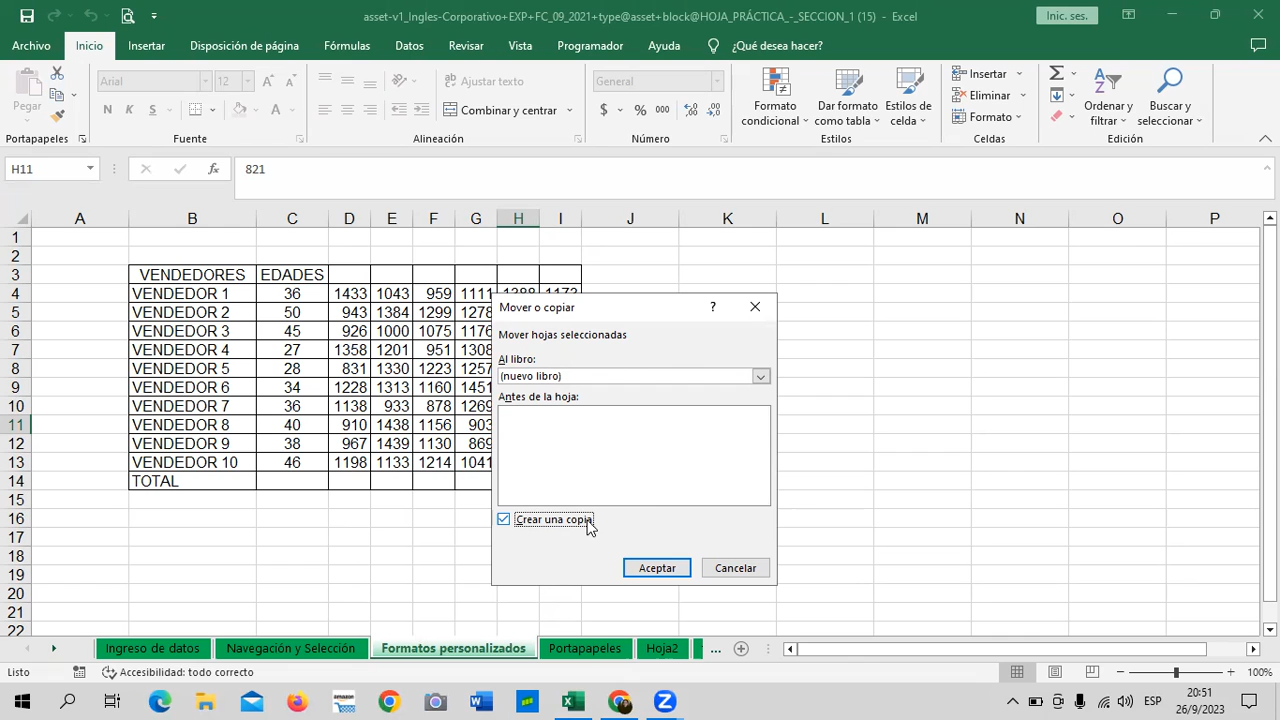 asset-v1_Ingles-Corporativo+EXP+FC_09_2021+type@asset+block@HOJA_PRÁCTICA_-_SECCION_1 (15) - Excel
Inic. ses.
Archivo Inicio Insertar Disposición de página Fórmulas Datos Revisar Vista Programador Ayuda ¿Qué desea hacer?
Pegar
Arial 12
N K S A
Ajustar texto
Combinar y centrar
General
$ % 000
Formato condicional
Dar formato como tabla
Estilos de celda
Insertar
Eliminar
Formato
Ordenar y filtrar
Buscar y seleccionar
Portapapeles Fuente Alineación Número Estilos Celdas Edición
H11 fx 821
A B C D E F G H I J K L M N O P
1
2
3 VENDEDORES EDADES
4 VENDEDOR 1 36 1433 1043 959 1111 1388 1173
5 VENDEDOR 2 50 943 1384 1299 1278
6 VENDEDOR 3 45 926 1000 1075 1176
7 VENDEDOR 4 27 1358 1201 951 1308
8 VENDEDOR 5 28 831 1330 1223 1257
9 VENDEDOR 6 34 1228 1313 1160 1451
10 VENDEDOR 7 36 1138 933 878 1269
11 VENDEDOR 8 40 910 1438 1156 903
12 VENDEDOR 9 38 967 1439 1130 869
13 VENDEDOR 10 46 1198 1133 1214 1041
14 TOTAL
15
16
17
18
19
20
21
22
Mover o copiar ?
Mover hojas seleccionadas
Al libro:
(nuevo libro)
Antes de la hoja:
Crear una copia
Aceptar Cancelar
Ingreso de datos Navegación y Selección Formatos personalizados Portapapeles Hoja2 ...
Listo Accesibilidad: todo correcto 100%
ESP 20:51
26/9/2023